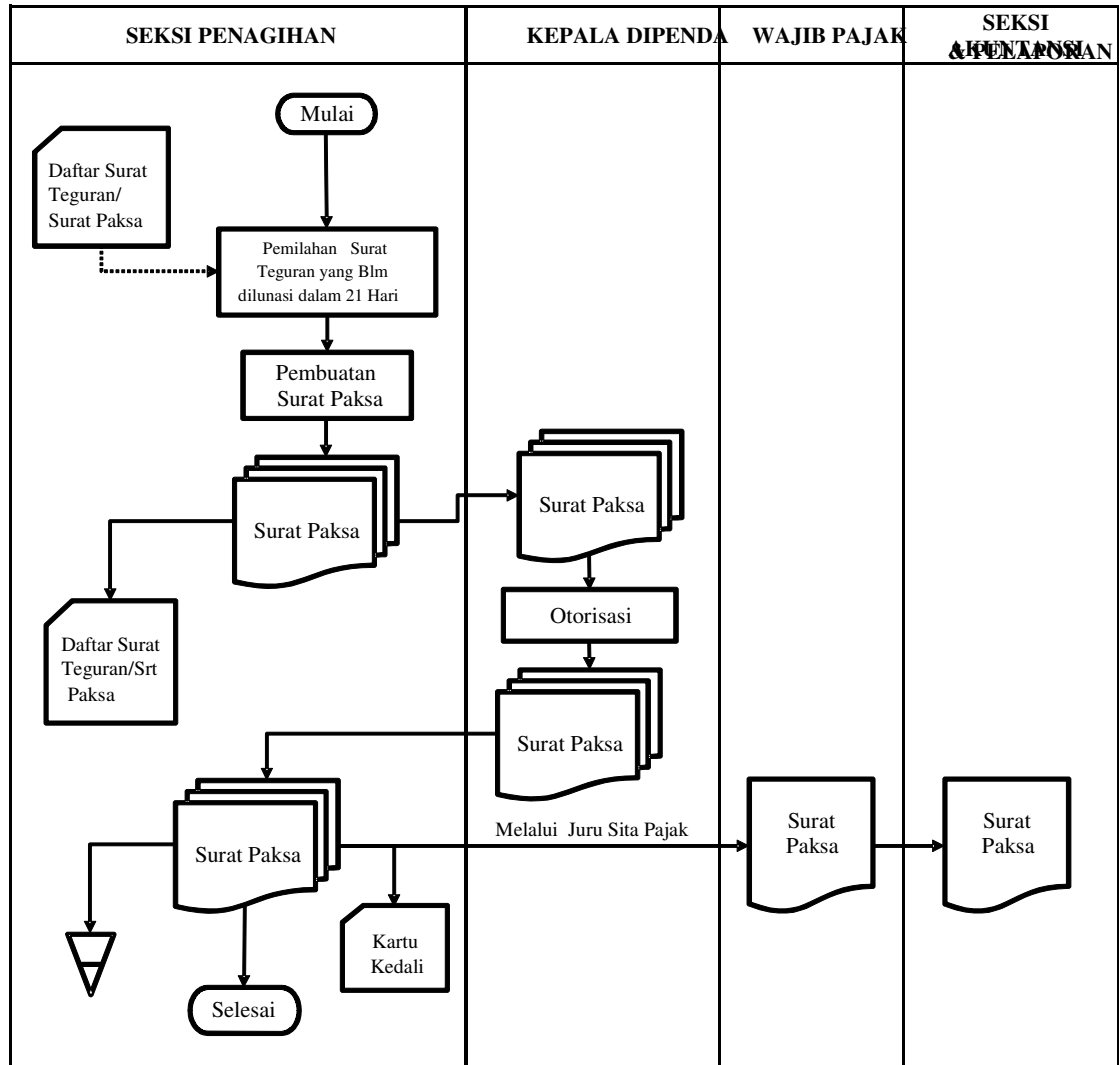 SEKSI PENAGIHAN
KEPALA DIPENDA
WAJIB PAJAK
SEKSI
AKUNTANSI
& PELAPORAN
Mulai
Daftar Surat
Teguran/
Surat Paksa
Pemilahan Surat
Teguran yang Blm
dilunasi dalam 21 Hari
Pembuatan
Surat Paksa
Surat Paksa
Surat Paksa
Otorisasi
Daftar Surat
Teguran/Srt
Paksa
Surat Paksa
Melalui Juru Sita Pajak
Surat Paksa
Surat
Paksa
Surat
Paksa
Kartu
Kedali
Selesai